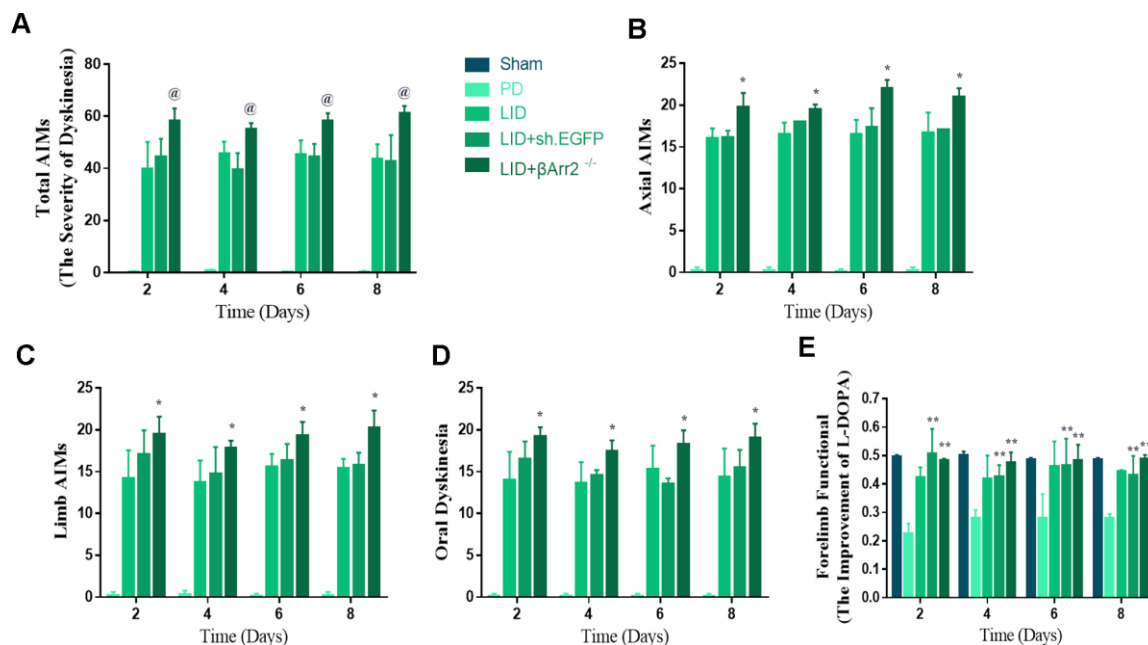 A
Total AIMs
(The Severity of Dyskinesia)
80
60
40
20
0
@ @ @ @
2 4 6 8
Time (Days)
Sham
PD
LID
LID+sh.EGFP
LID+βArr2 -/-
B
Axial AIMs
25
20
15
10
5
0
* * * *
2 4 6 8
Time (Days)
C
Limb AIMs
25
20
15
10
5
0
* * * *
2 4 6 8
Time (Days)
D
Oral Dyskinesia
25
20
15
10
5
0
* * * *
2 4 6 8
Time (Days)
E
Forelimb Functional
(The Improvement of L-DOPA)
0.7
0.6
0.5
0.4
0.3
0.2
0.1
0.0
** ** ** ** ** ** ** **
2 4 6 8
Time (Days)